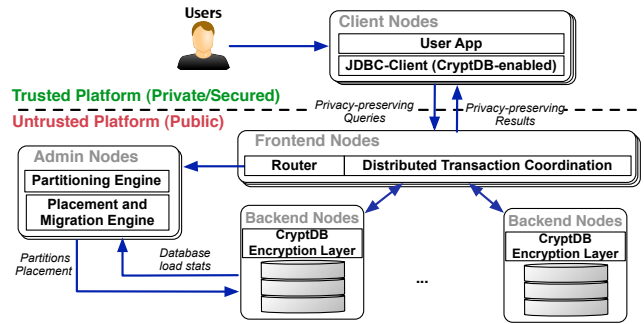 Users
Client Nodes
User App
JDBC-Client (CryptDB-enabled)
Trusted Platform (Private/Secured)
Untrusted Platform (Public)
Privacy-preserving
Queries
Privacy-preserving
Results
Frontend Nodes
Router
Distributed Transaction Coordination
Admin Nodes
Partitioning Engine
Placement and
Migration Engine
Backend Nodes
CryptDB
Encryption Layer
Backend Nodes
CryptDB
Encryption Layer
Partitions
Placement
Database
load stats
...